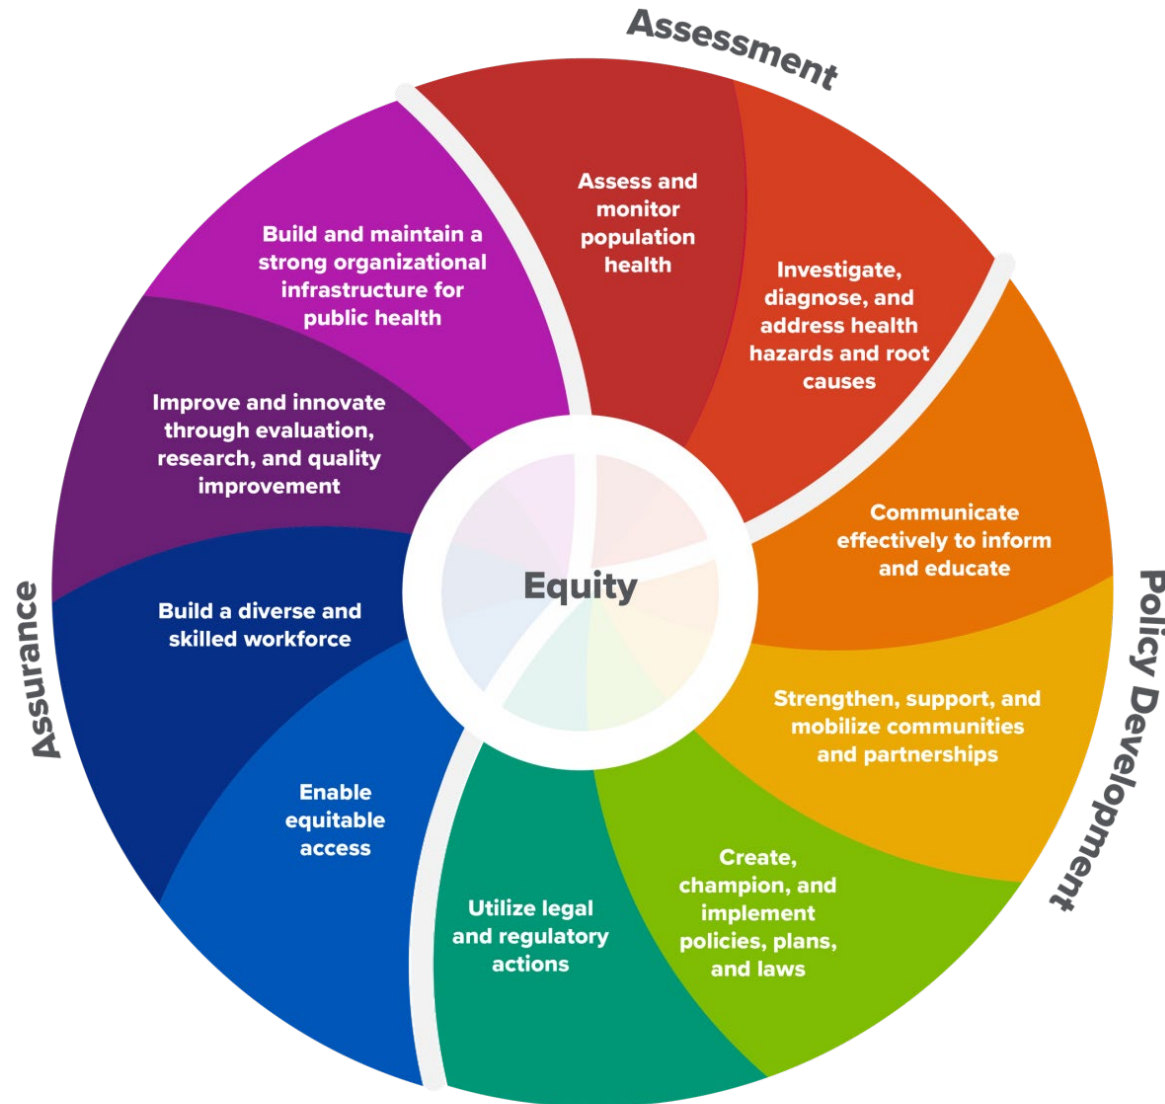 Assessment
Assess and
monitor
population
health
Investigate,
diagnose, and
address health
hazards and root
causes
Communicate
effectively to inform
and educate
Strengthen, support, and
mobilize communities
and partnerships
Create,
champion, and
implement
policies, plans,
and laws
Utilize legal
and regulatory
actions
Policy Development
Enable
equitable
access
Build a diverse and
skilled workforce
Improve and innovate
through evaluation,
research, and quality
improvement
Build and maintain a
strong organizational
infrastructure for
public health
Assurance
Equity